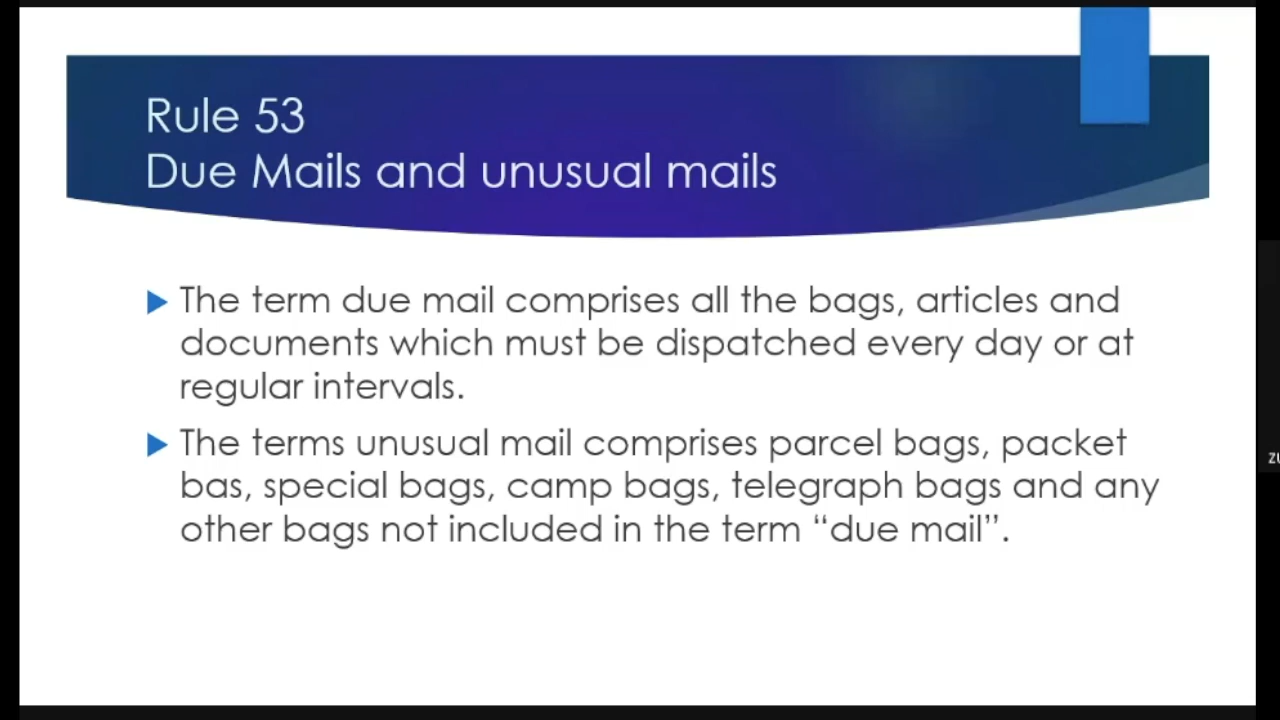 Rule 53
Due Mails and unusual mails
The term due mail comprises all the bags, articles and
documents which must be dispatched every day or at
regular intervals.
The terms unusual mail comprises parcel bags, packet
bas, special bags, camp bags, telegraph bags and any
other bags not included in the term “due mail”.